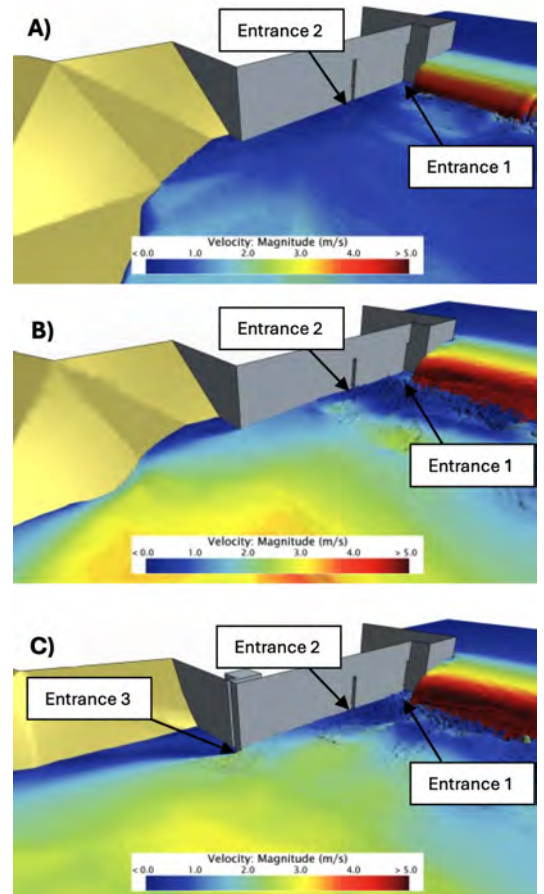 A)
Entrance 2
Entrance 1
Velocity: Magnitude (m/s)
< 0.0 1.0 2.0 3.0 4.0 > 5.0
B)
Entrance 2
Entrance 1
Velocity: Magnitude (m/s)
< 0.0 1.0 2.0 3.0 4.0 > 5.0
C)
Entrance 2
Entrance 3
Entrance 1
Velocity: Magnitude (m/s)
< 0.0 1.0 2.0 3.0 4.0 > 5.0